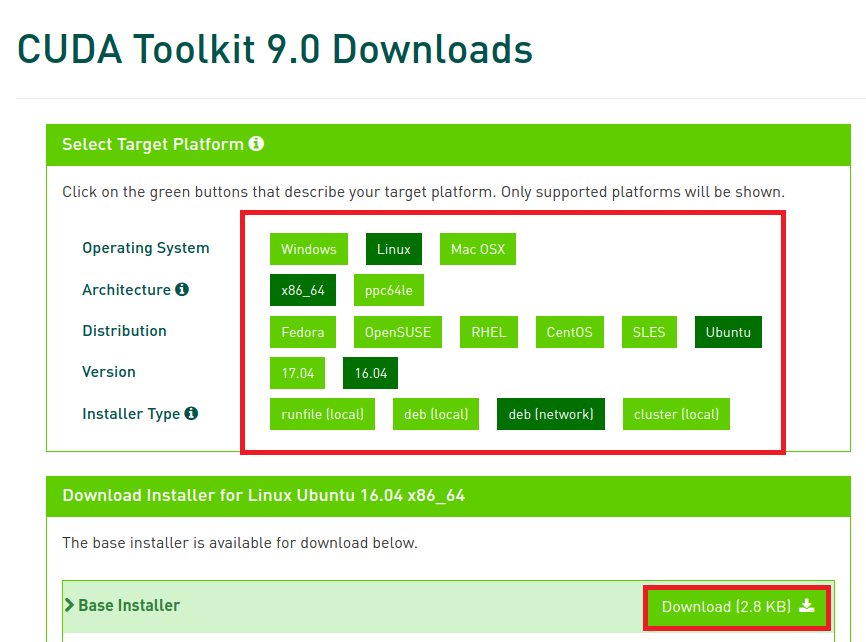 CUDA Toolkit 9.0 Downloads
Select Target Platform
Click on the green buttons that describe your target platform. Only supported platforms will be shown.
Operating System Windows Linux Mac OSX
Architecture x86_64 ppc64le
Distribution Fedora OpenSUSE RHEL CentOS SLES Ubuntu
Version 17.04 16.04
Installer Type runfile (local) deb (local) deb (network) cluster (local)
Download Installer for Linux Ubuntu 16.04 x86_64
The base installer is available for download below.
Base Installer Download (2.8 KB)